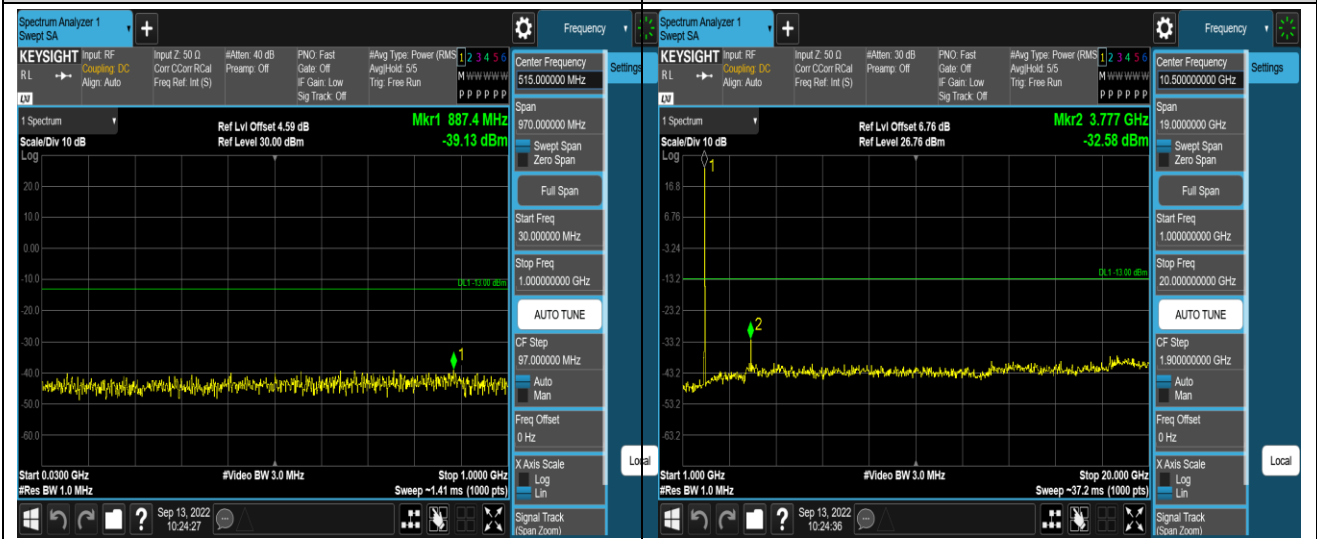 Spectrum Analyzer 1
Swept SA
+
Frequency
KEYSIGHT
RL
LXI
Input: RF
Coupling: DC
Align: Auto
Input Z: 50 Ω
Corr CCorr RCal
Freq Ref: Int (S)
#Atten: 40 dB
Preamp: Off
PNO: Fast
Gate: Off
IF Gain: Low
Sig Track: Off
#Avg Type: Power (RMS
Avg|Hold: 5/5
Trig: Free Run
1 2 3 4 5 6
M W W W W W
P P P P P P
Center Frequency
515.000000 MHz
Settings
Span
970.000000 MHz
Swept Span
Zero Span
Full Span
Start Freq
30.000000 MHz
Stop Freq
1.000000000 GHz
AUTO TUNE
CF Step
97.000000 MHz
Auto
Man
Freq Offset
0 Hz
X Axis Scale
Log
Lin
Signal Track
(Span Zoom)
Local
1 Spectrum
Scale/Div 10 dB
Ref Lvl Offset 4.59 dB
Ref Level 30.00 dBm
Mkr1 887.4 MHz
-39.13 dBm
Log
20.0
10.0
0.00
-10.0
-20.0
-30.0
-40.0
-50.0
-60.0
DL1 -13.00 dBm
1
Start 0.0300 GHz
#Res BW 1.0 MHz
#Video BW 3.0 MHz
Stop 1.0000 GHz
Sweep ~1.41 ms (1000 pts)
?
Sep 13, 2022
10:24:27
Spectrum Analyzer 1
Swept SA
+
Frequency
KEYSIGHT
RL
LXI
Input: RF
Coupling: DC
Align: Auto
Input Z: 50 Ω
Corr CCorr RCal
Freq Ref: Int (S)
#Atten: 30 dB
Preamp: Off
PNO: Fast
Gate: Off
IF Gain: Low
Sig Track: Off
#Avg Type: Power (RMS
Avg|Hold: 5/5
Trig: Free Run
1 2 3 4 5 6
M W W W W W
P P P P P P
Center Frequency
10.500000000 GHz
Settings
Span
19.0000000 GHz
Swept Span
Zero Span
Full Span
Start Freq
1.000000000 GHz
Stop Freq
20.000000000 GHz
AUTO TUNE
CF Step
1.900000000 GHz
Auto
Man
Freq Offset
0 Hz
X Axis Scale
Log
Lin
Signal Track
(Span Zoom)
Local
1 Spectrum
Scale/Div 10 dB
Ref Lvl Offset 6.76 dB
Ref Level 26.76 dBm
Mkr2 3.777 GHz
-32.58 dBm
Log
16.8
6.76
-3.24
-13.2
-23.2
-33.2
-43.2
-53.2
-63.2
DL1 -13.00 dBm
1
2
Start 1.000 GHz
#Res BW 1.0 MHz
#Video BW 3.0 MHz
Stop 20.000 GHz
Sweep ~37.2 ms (1000 pts)
?
Sep 13, 2022
10:24:36